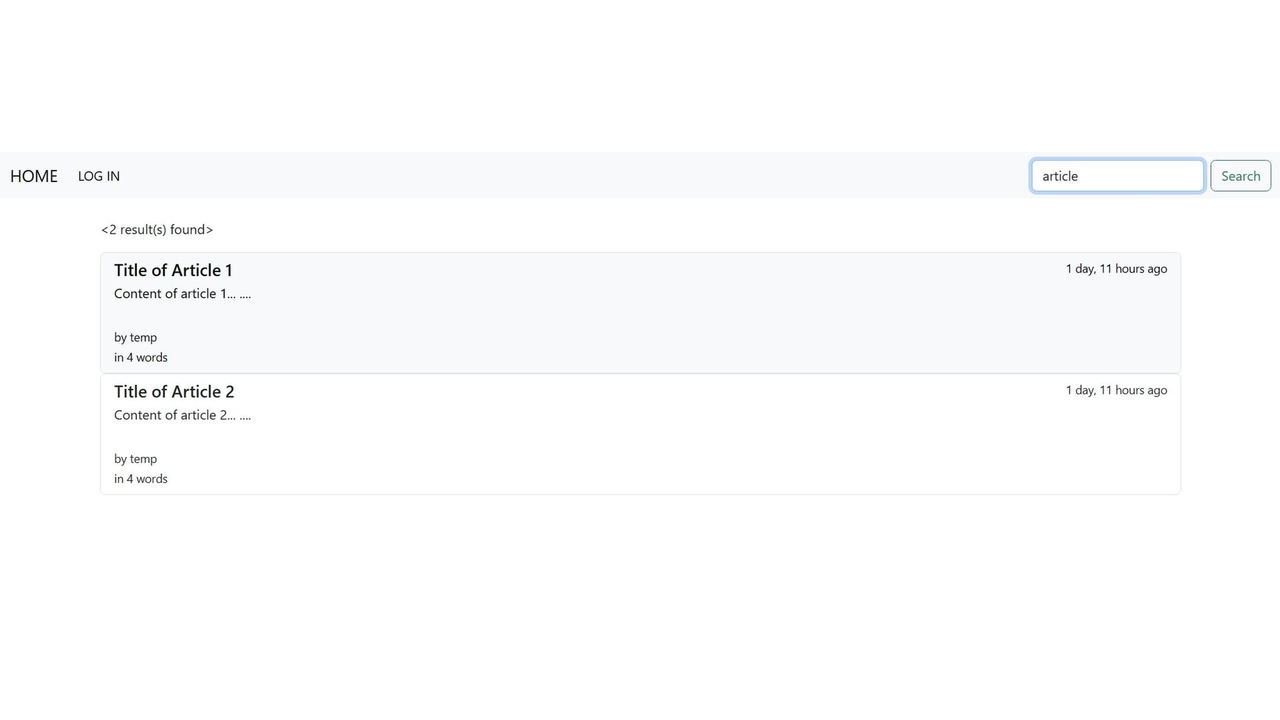 HOME LOG IN article Search
<2 result(s) found>
Title of Article 1 1 day, 11 hours ago
Content of article 1... ....
by temp
in 4 words
Title of Article 2 1 day, 11 hours ago
Content of article 2... ....
by temp
in 4 words